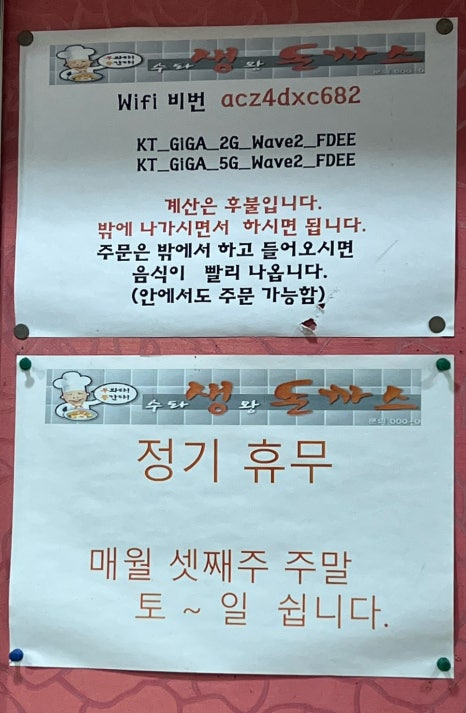 수타 생 왕 돈까스
Wifi 비번 acz4dxc682
KT_GiGA_2G_Wave2_FDEE
KT_GiGA_5G_Wave2_FDEE
계산은 후불입니다.
밖에 나가시면서 하시면 됩니다.
주문은 밖에서 하고 들어오시면
음식이 빨리 나옵니다.
(안에서도 주문 가능함)
수타 생 왕 돈까스
정기 휴무
매월 셋째주 주말
토 ~ 일 쉽니다.